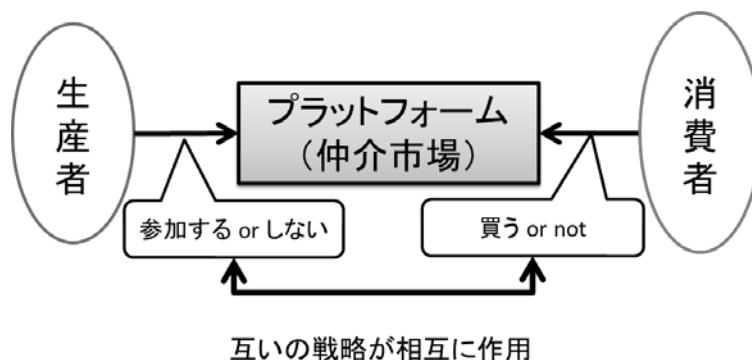 生産者
プラットフォーム
（仲介市場）
消費者
参加する or しない
買う or not
互いの戦略が相互に作用